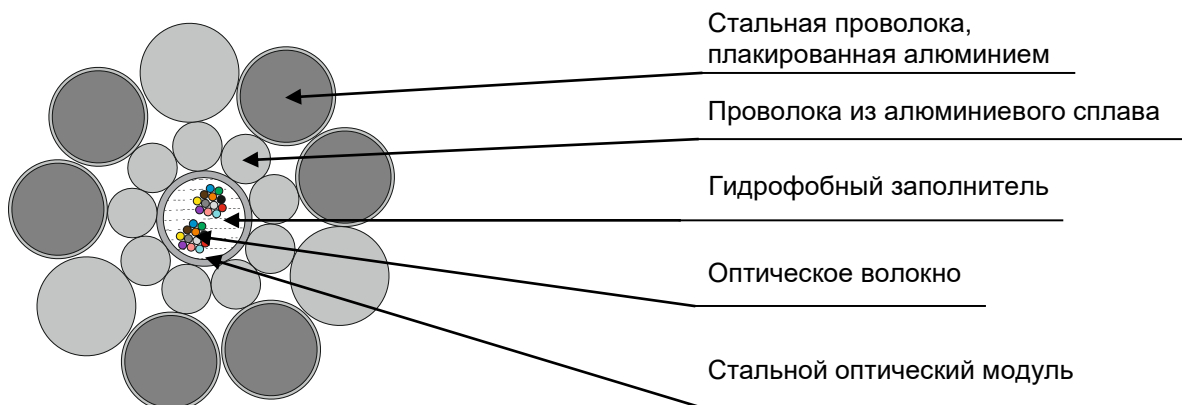 Стальная проволока,
плакированная алюминием
Проволока из алюминиевого сплава
Гидрофобный заполнитель
Оптическое волокно
Стальной оптический модуль